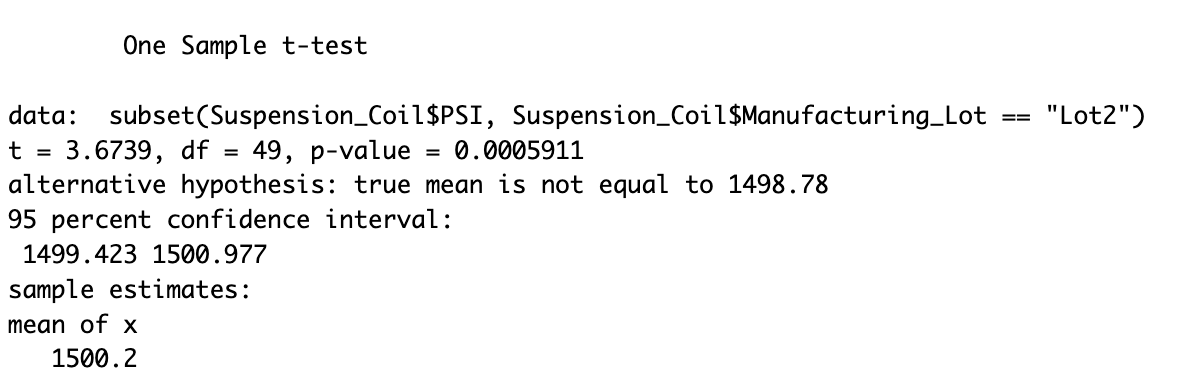 One Sample t-test
data:  subset(Suspension_Coil$PSI, Suspension_Coil$Manufacturing_Lot == "Lot2")
t = 3.6739, df = 49, p-value = 0.0005911
alternative hypothesis: true mean is not equal to 1498.78
95 percent confidence interval:
1499.423 1500.977
sample estimates:
mean of x
1500.2